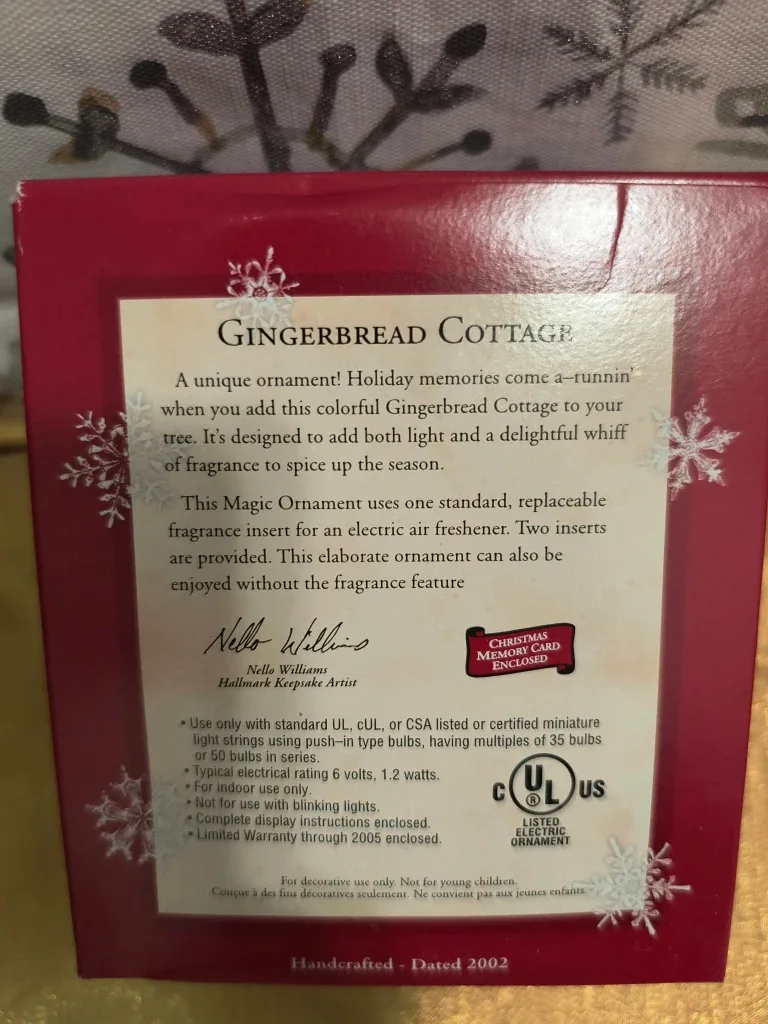 GINGERBREAD COTTAGE
A unique ornament! Holiday memories come a–runnin'
when you add this colorful Gingerbread Cottage to your
tree. It's designed to add both light and a delightful whiff
of fragrance to spice up the season.
This Magic Ornament uses one standard, replaceable
fragrance insert for an electric air freshener. Two inserts
are provided. This elaborate ornament can also be
enjoyed without the fragrance feature
Nello Williams
Nello Williams
Hallmark Keepsake Artist
CHRISTMAS
MEMORY CARD
ENCLOSED
• Use only with standard UL, cUL, or CSA listed or certified miniature
light strings using push–in type bulbs, having multiples of 35 bulbs
or 50 bulbs in series.
• Typical electrical rating 6 volts, 1.2 watts.
• For indoor use only.
• Not for use with blinking lights.
• Complete display instructions enclosed.
• Limited Warranty through 2005 enclosed.
C UL ® US
LISTED
ELECTRIC
ORNAMENT
For decorative use only. Not for young children.
Conçue à des fins décoratives seulement. Ne convient pas aux jeunes enfants.
Handcrafted - Dated 2002